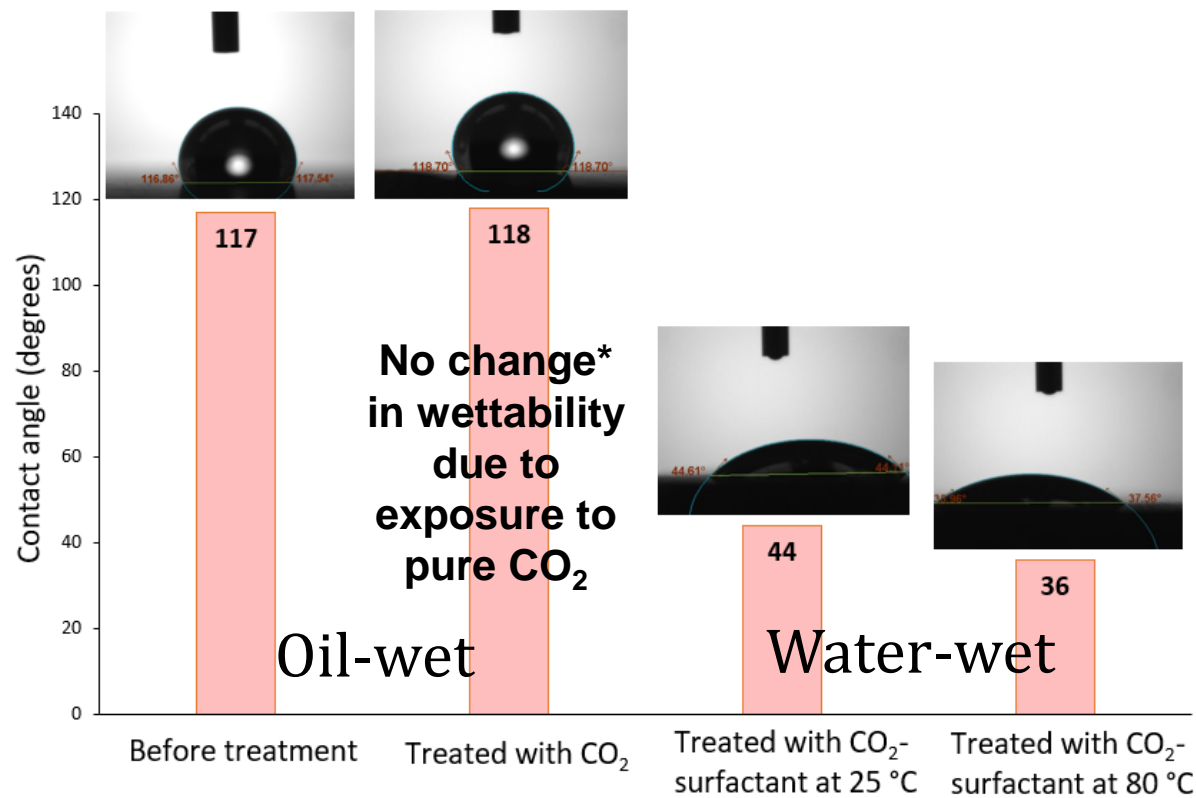 Contact angle (degrees)
140
120
100
80
60
40
20
0
116.86°
117.54°
118.70°
118.70°
117
118
No change*
in wettability
due to
exposure to
pure CO₂
44.61°
44
37.56°
36
Oil-wet
Water-wet
Before treatment
Treated with CO₂
Treated with CO₂-
surfactant at 25 °C
Treated with CO₂-
surfactant at 80 °C